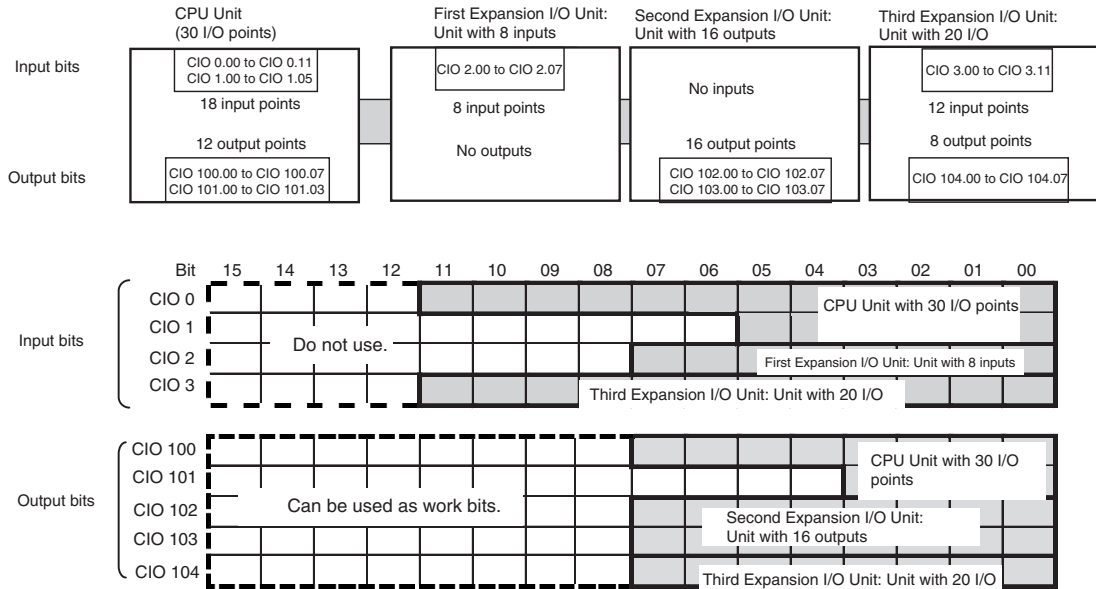 CPU Unit
(30 I/O points)
First Expansion I/O Unit:
Unit with 8 inputs
Second Expansion I/O Unit:
Unit with 16 outputs
Third Expansion I/O Unit:
Unit with 20 I/O
Input bits
CIO 0.00 to CIO 0.11
CIO 1.00 to CIO 1.05
18 input points
12 output points
CIO 100.00 to CIO 100.07
CIO 101.00 to CIO 101.03
CIO 2.00 to CIO 2.07
8 input points
No outputs
No inputs
16 output points
CIO 102.00 to CIO 102.07
CIO 103.00 to CIO 103.07
CIO 3.00 to CIO 3.11
12 input points
8 output points
CIO 104.00 to CIO 104.07
Output bits
Bit 15 14 13 12 11 10 09 08 07 06 05 04 03 02 01 00
Input bits
CIO 0
CIO 1
CIO 2
CIO 3
Do not use.
CPU Unit with 30 I/O points
First Expansion I/O Unit: Unit with 8 inputs
Third Expansion I/O Unit: Unit with 20 I/O
Output bits
CIO 100
CIO 101
CIO 102
CIO 103
CIO 104
Can be used as work bits.
CPU Unit with 30 I/O
points
Second Expansion I/O Unit:
Unit with 16 outputs
Third Expansion I/O Unit: Unit with 20 I/O